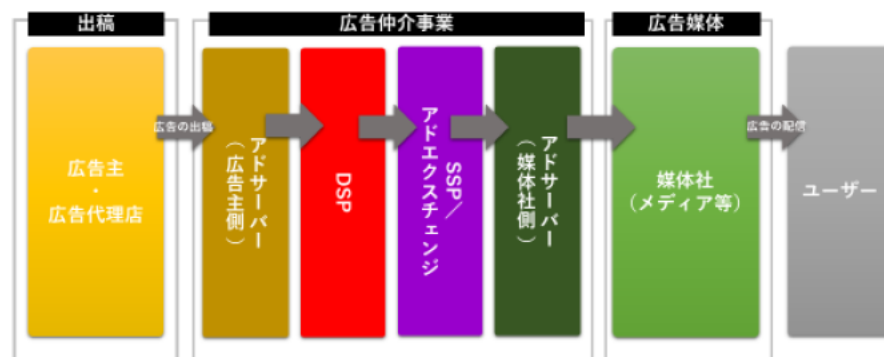 出稿
広告仲介事業
広告媒体
広告主
・
広告代理店
広告の出稿
アドサーバー
（広告主側）
DSP
SSP／
アドエクスチェンジ
アドサーバー
（媒体社側）
媒体社
（メディア等）
広告の配信
ユーザー